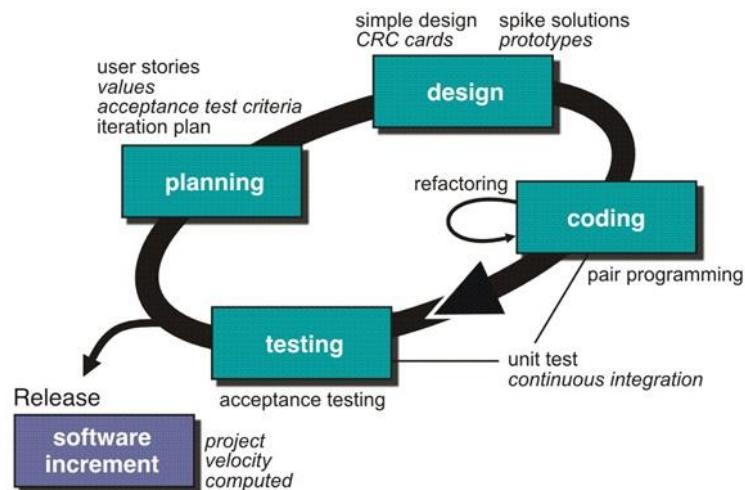 simple design
CRC cards
spike solutions
prototypes
user stories
values
acceptance test criteria
iteration plan
design
planning
refactoring
coding
pair programming
testing
unit test
continuous integration
acceptance testing
Release
software
increment
project
velocity
computed